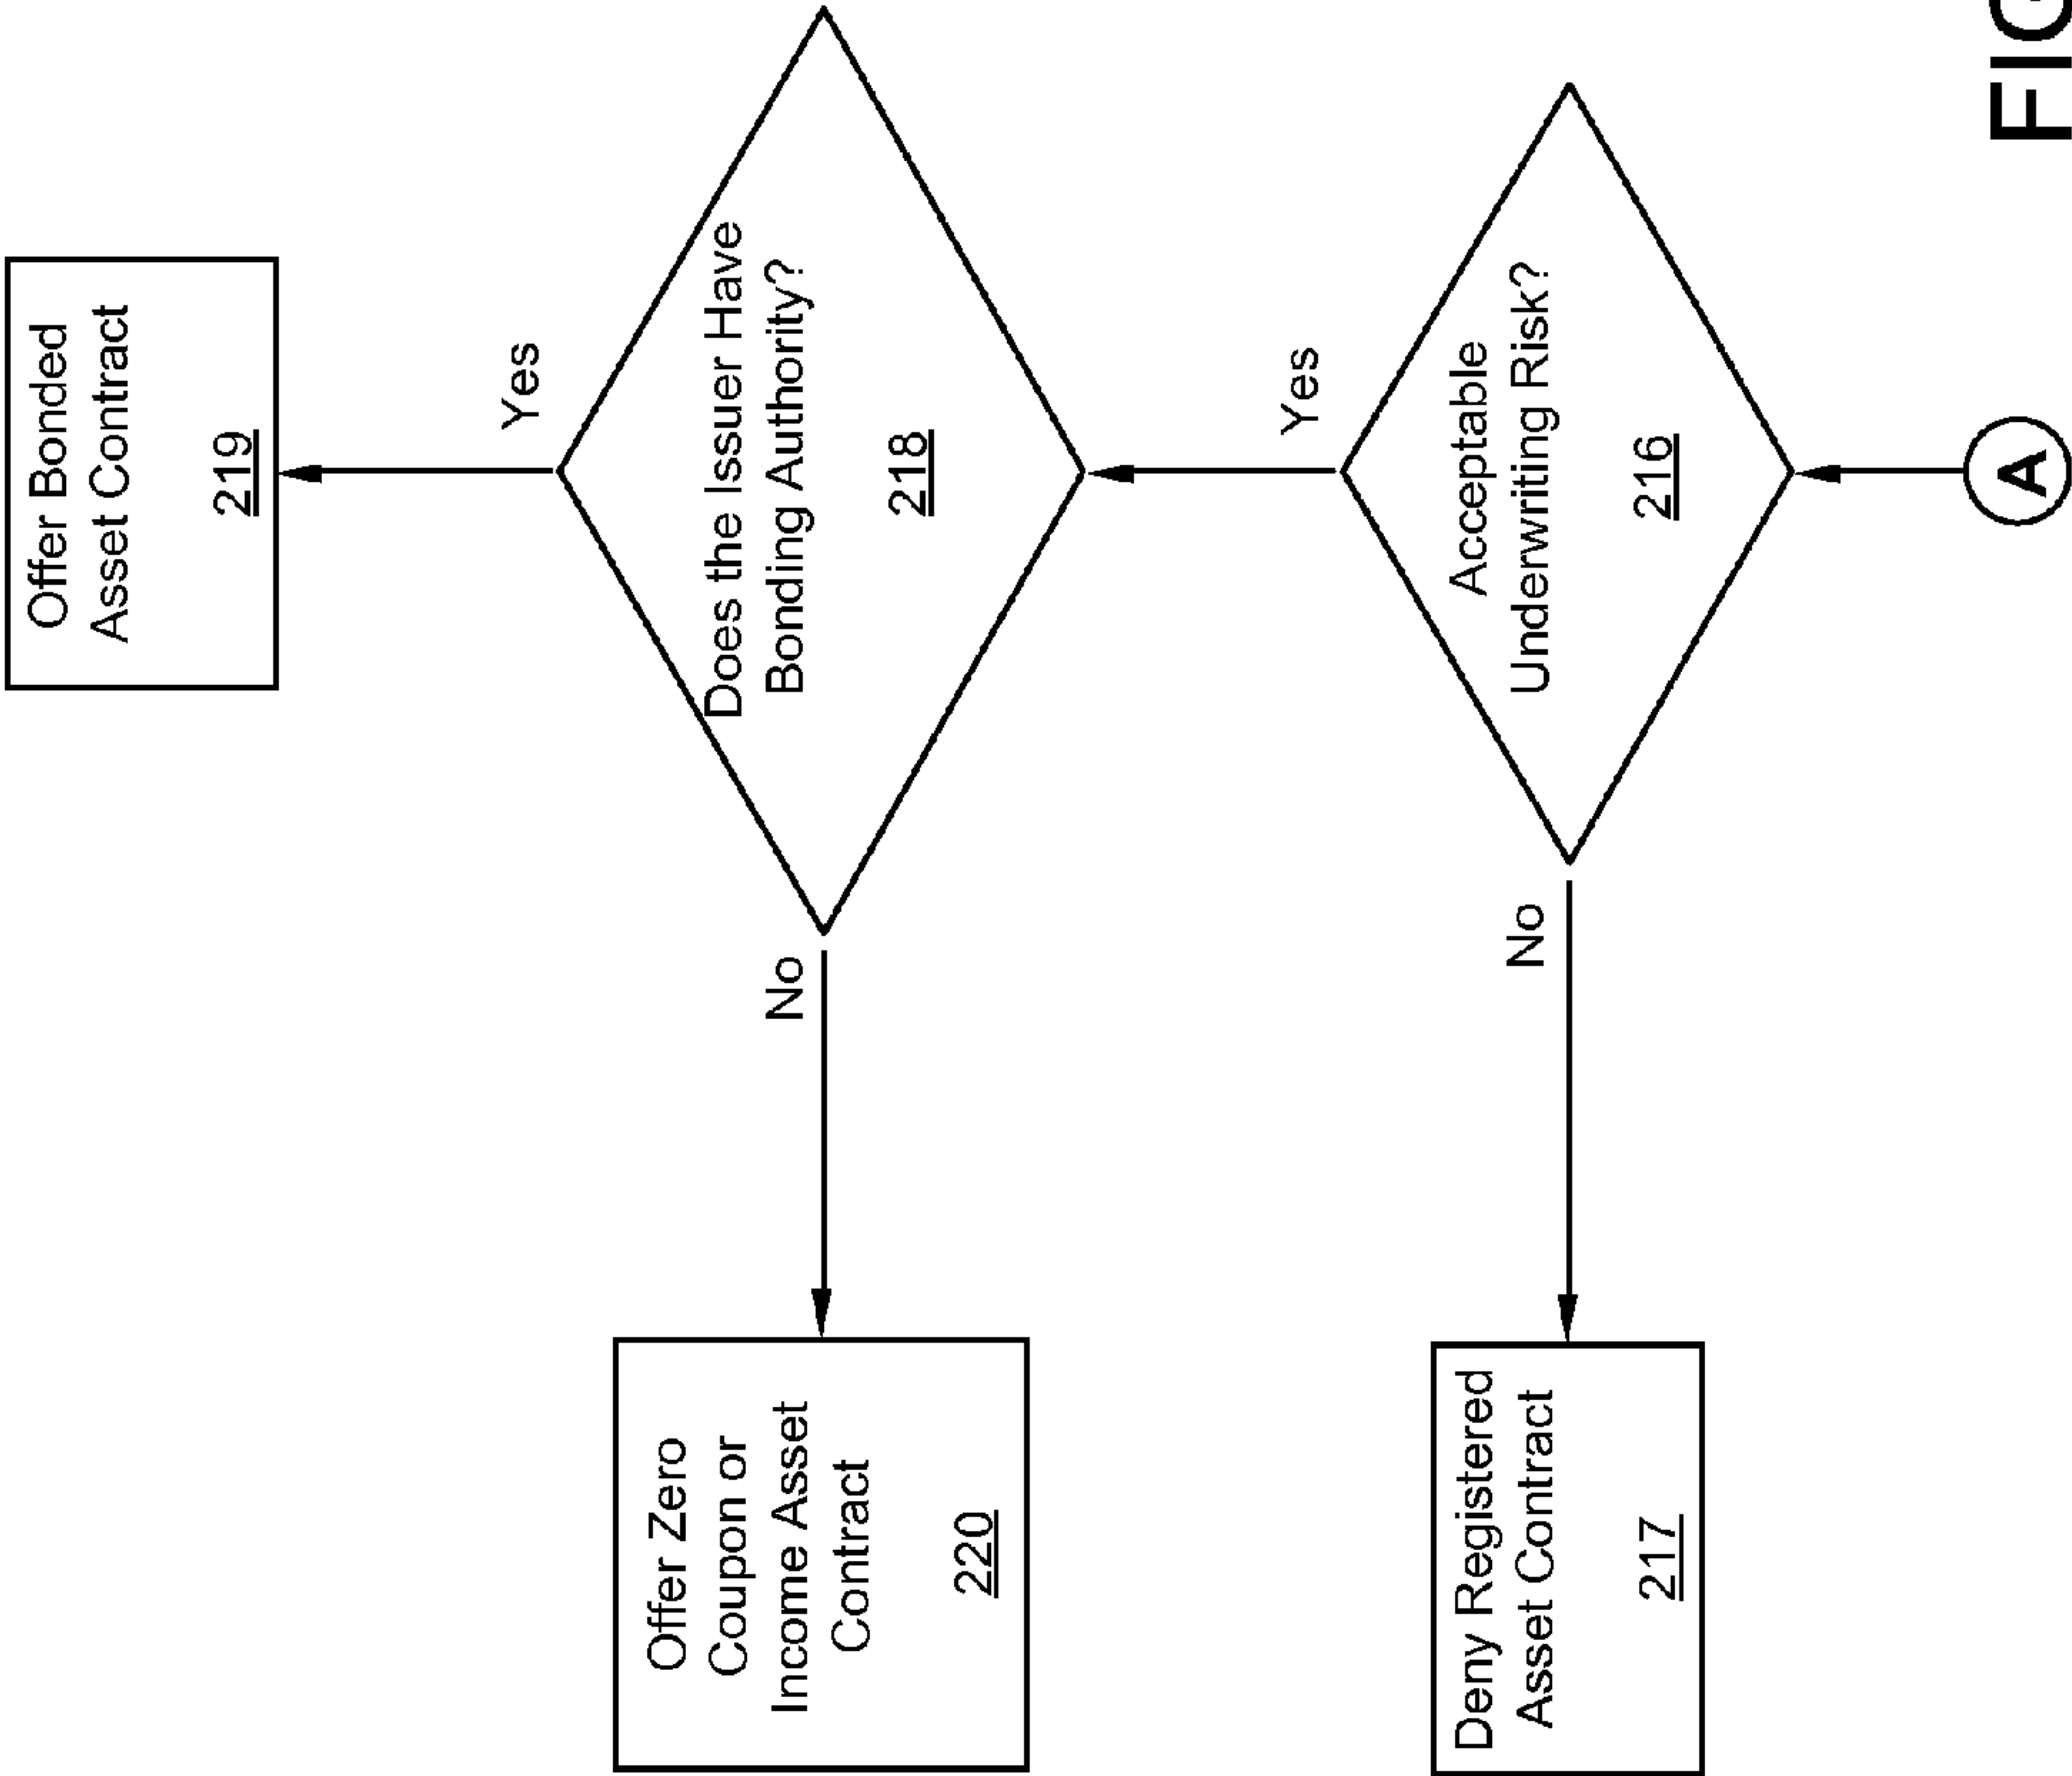 Offer Bonded
Asset Contract
219
Yes
Offer Zero
Coupon or
Income Asset
Contract
220
No
Does the Issuer Have
Bonding Authority?
218
Yes
Deny Registered
Asset Contract
217
No
Acceptable
Underwriting Risk?
216
A
FIG